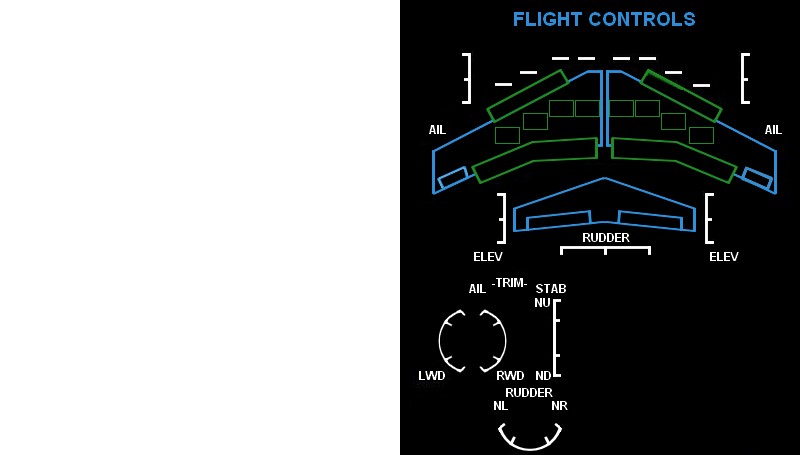 FLIGHT CONTROLS
AIL AIL
ELEV RUDDER ELEV
AIL -TRIM- STAB
NU
LWD RWD ND
RUDDER
NL NR